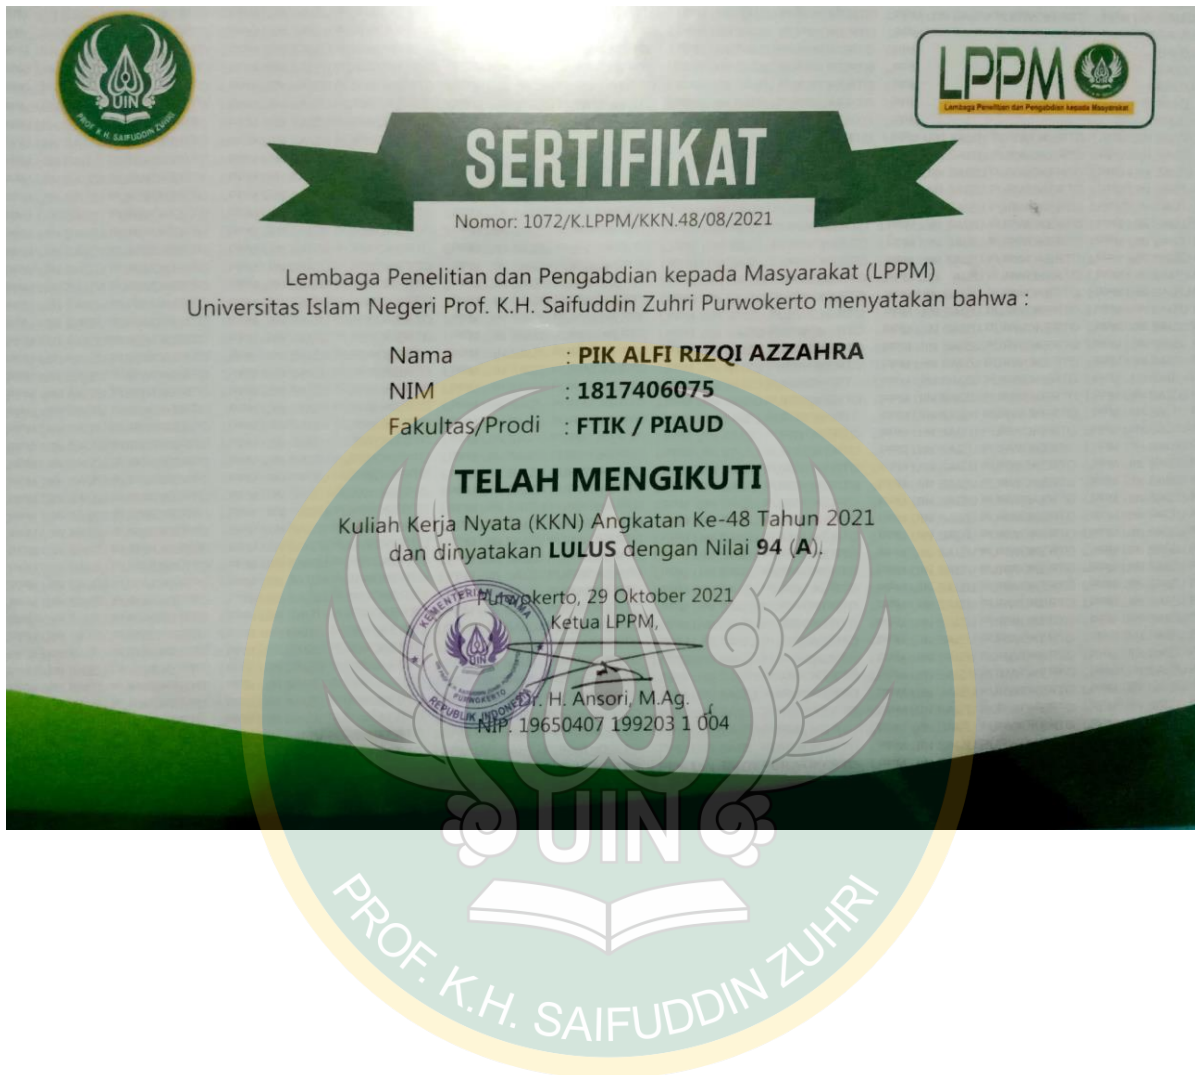 UIN
PROF. K.H. SAIFUDDIN ZUHRI
LPPM
Lembaga Penelitian dan Pengabdian kepada Masyarakat
SERTIFIKAT
Nomor: 1072/K.LPPM/KKN.48/08/2021
Lembaga Penelitian dan Pengabdian kepada Masyarakat (LPPM)
Universitas Islam Negeri Prof. K.H. Saifuddin Zuhri Purwokerto menyatakan bahwa :
Nama : PIK ALFI RIZQI AZZAHRA
NIM : 1817406075
Fakultas/Prodi : FTIK / PIAUD
TELAH MENGIKUTI
Kuliah Kerja Nyata (KKN) Angkatan Ke-48 Tahun 2021
dan dinyatakan LULUS dengan Nilai 94 (A).
Purwokerto, 29 Oktober 2021
Ketua LPPM,
KEMENTERIAN AGAMA
UIN
PURWOKERTO
REPUBLIK INDONESIA
Dr. H. Ansori, M.Ag.
NIP. 19650407 199203 1 004
UIN
PROF. K.H. SAIFUDDIN ZUHRI